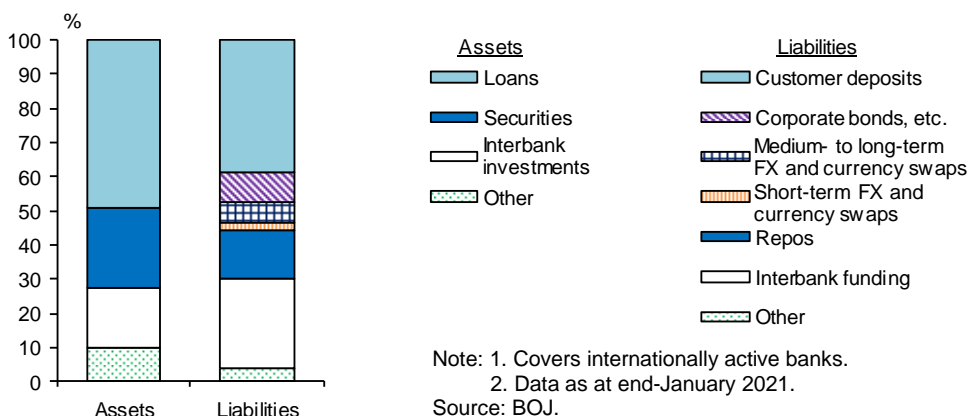 %
100
90
80
70
60
50
40
30
20
10
0
Assets
Liabilities
Assets
Loans
Securities
Interbank
investments
Other
Liabilities
Customer deposits
Corporate bonds, etc.
Medium- to long-term
FX and currency swaps
Short-term FX and
currency swaps
Repos
Interbank funding
Other
Note: 1. Covers internationally active banks.
2. Data as at end-January 2021.
Source: BOJ.